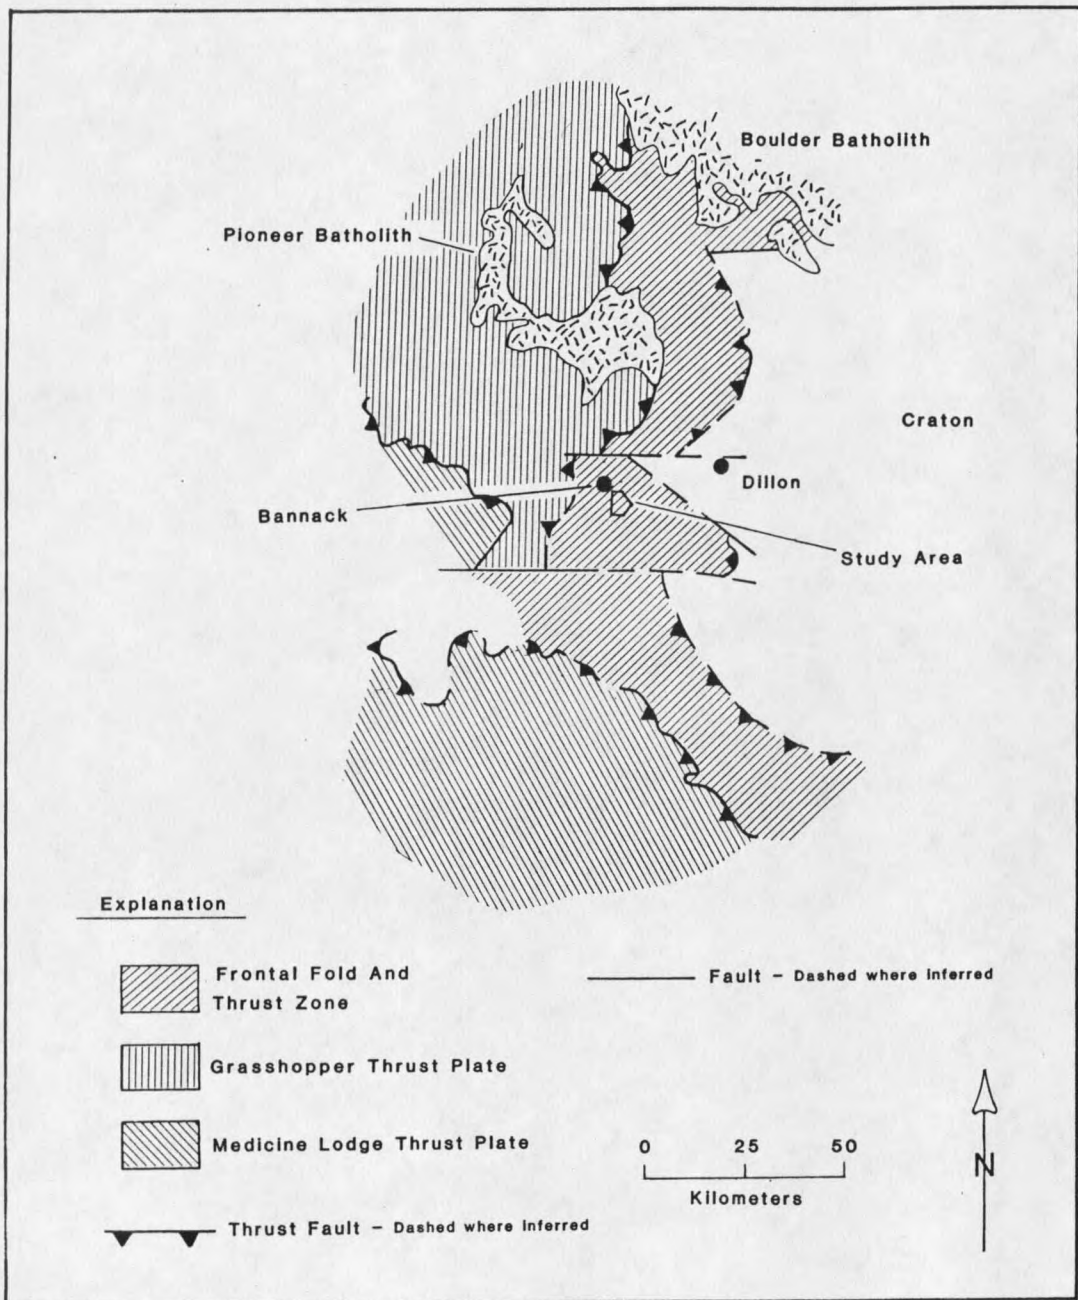 Boulder Batholith
Pioneer Batholith
Craton
Dillon
Bannack
Study Area
Explanation
Frontal Fold And
Thrust Zone
Fault – Dashed where inferred
Grasshopper Thrust Plate
Medicine Lodge Thrust Plate
0 25 50
Kilometers
N
Thrust Fault – Dashed where inferred